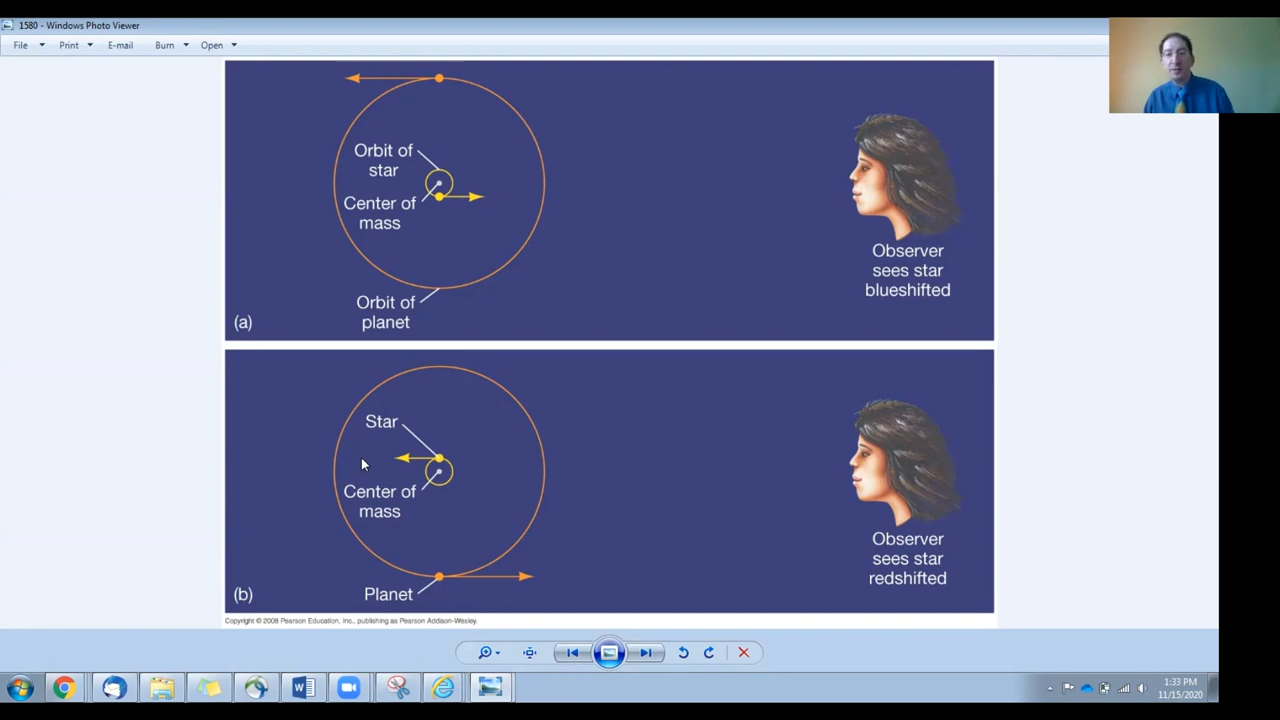 1580 - Windows Photo Viewer
File Print E-mail Burn Open
Orbit of
star
Center of
mass
Orbit of
planet
(a)
Observer
sees star
blueshifted
Star
Center of
mass
Planet
(b)
Observer
sees star
redshifted
Copyright © 2008 Pearson Education, Inc., publishing as Pearson Addison-Wesley.
1:33 PM
11/15/2020